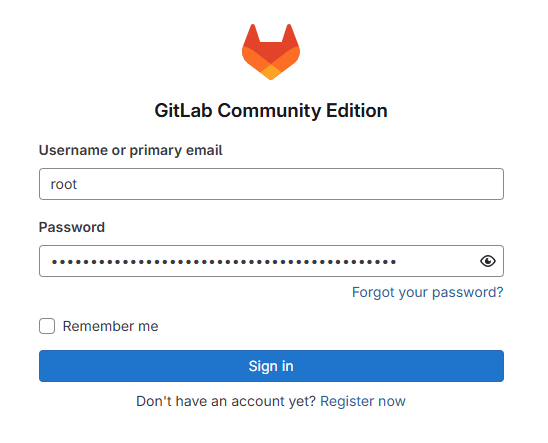 GitLab Community Edition
Username or primary email
root
Password
••••••••••••••••••••••••••••••••••••••••••••
Forgot your password?
Remember me
Sign in
Don't have an account yet? Register now